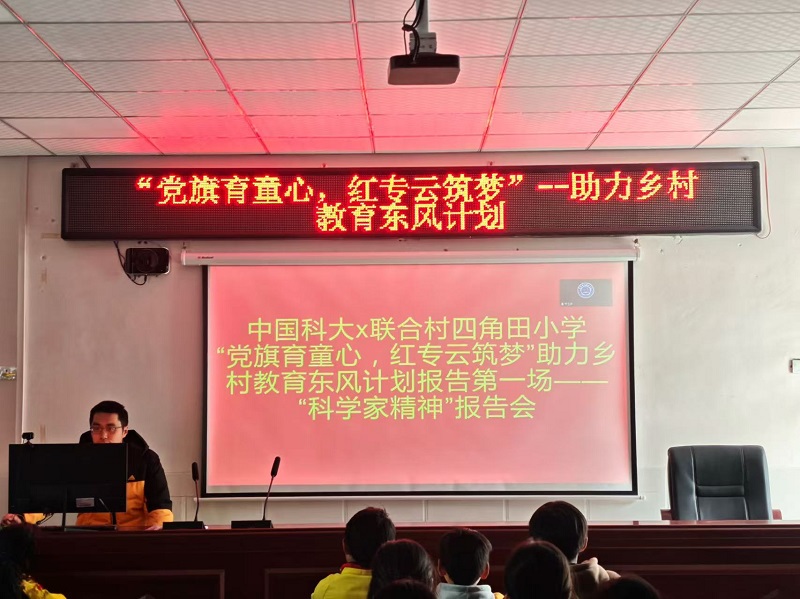 “党旗育童心，红专云筑梦”--助力乡村
教育东风计划
中国科大x联合村四角田小学
“党旗育童心，红专云筑梦”助力乡
村教育东风计划报告第一场——
“科学家精神”报告会